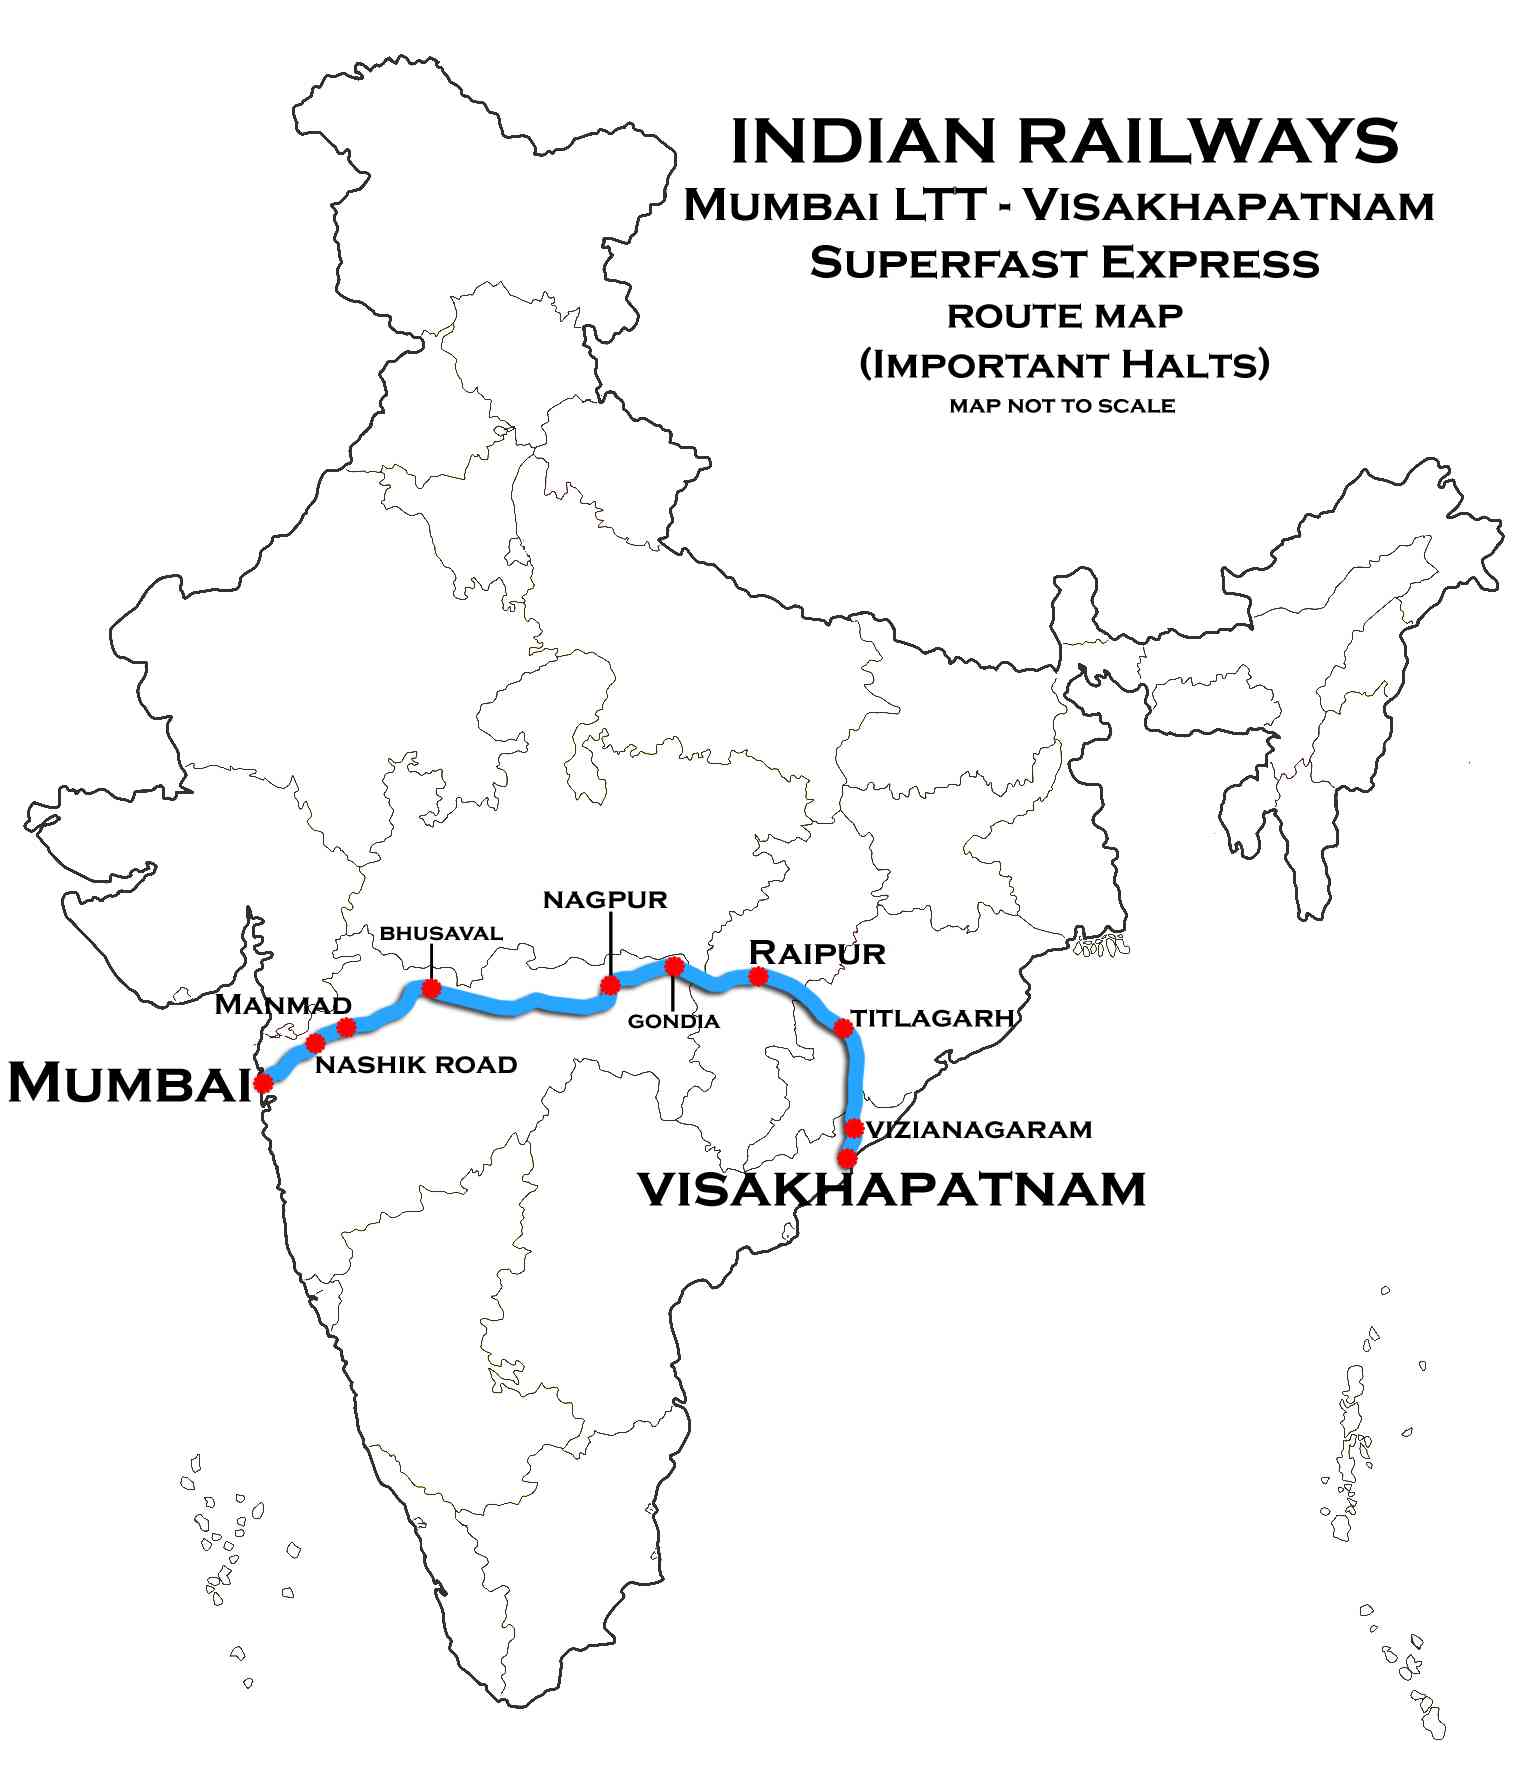 INDIAN RAILWAYS
MUMBAI LTT - VISAKHAPATNAM
SUPERFAST EXPRESS
ROUTE MAP
(IMPORTANT HALTS)
MAP NOT TO SCALE
NAGPUR
BHUSAVAL
RAIPUR
MANMAD
GONDIA
TITLAGARH
NASHIK ROAD
MUMBAI
VIZIANAGARAM
VISAKHAPATNAM